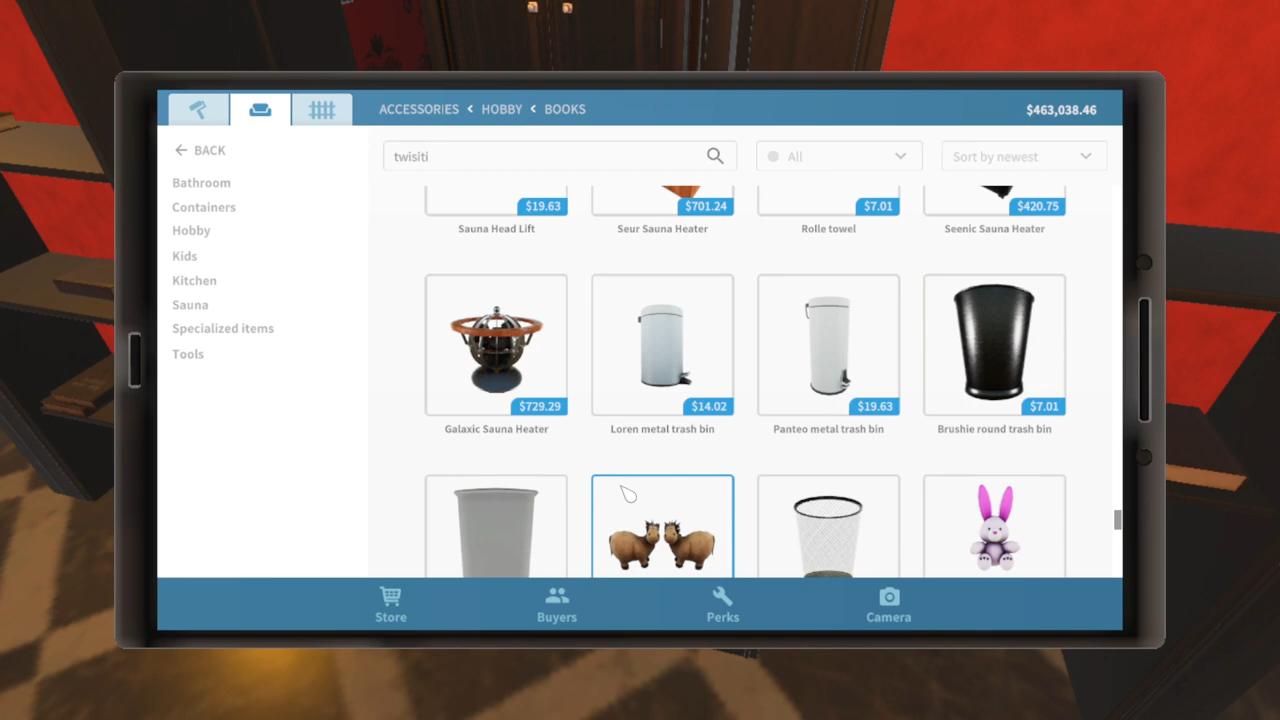 ACCESSORIES < HOBBY < BOOKS
$463,038.46
BACK
twisiti
All
Sort by newest
Bathroom
Containers
Hobby
Kids
Kitchen
Sauna
Specialized items
Tools
$19.63
$701.24
$7.01
$420.75
Sauna Head Lift
Seur Sauna Heater
Rolle towel
Seenic Sauna Heater
$729.29
$14.02
$19.63
$7.01
Galaxic Sauna Heater
Loren metal trash bin
Panteo metal trash bin
Brushie round trash bin
Store
Buyers
Perks
Camera